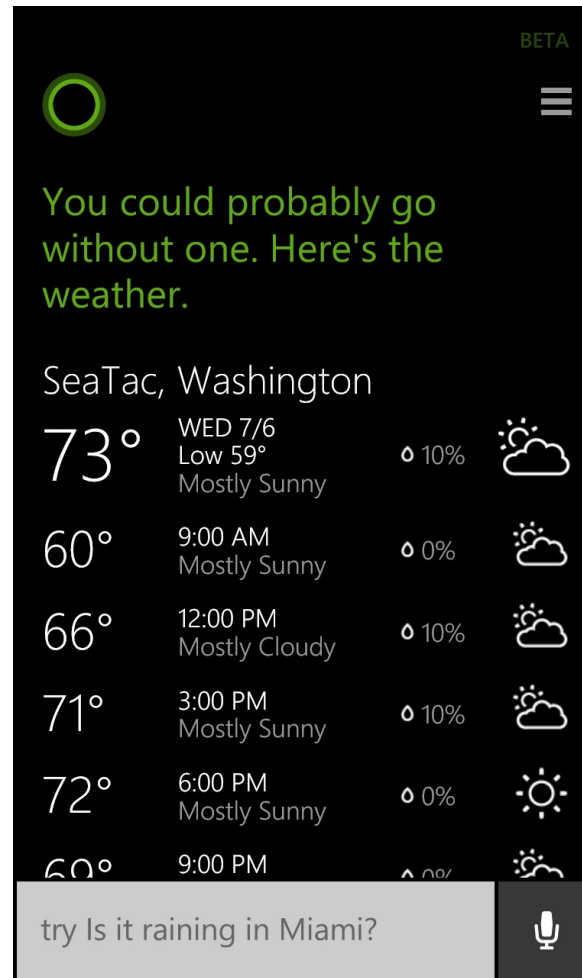 BETA
You could probably go
without one. Here's the
weather.
SeaTac, Washington
73°
WED 7/6
Low 59°
Mostly Sunny
10%
60°
9:00 AM
Mostly Sunny
0%
66°
12:00 PM
Mostly Cloudy
10%
71°
3:00 PM
Mostly Sunny
10%
72°
6:00 PM
Mostly Sunny
0%
69°
9:00 PM
0%
try Is it raining in Miami?